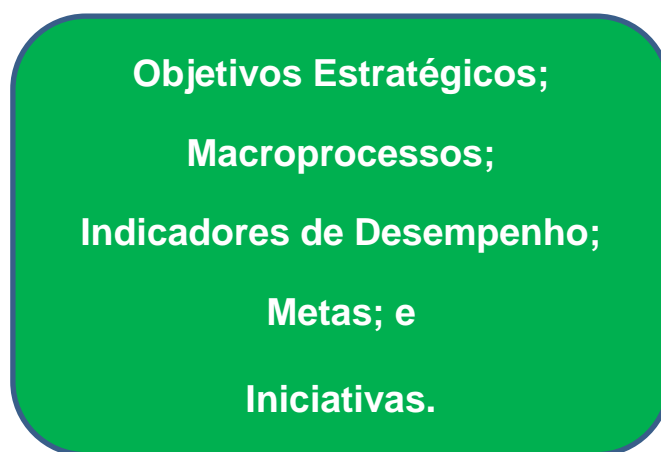 Objetivos Estratégicos;
Macroprocessos;
Indicadores de Desempenho;
Metas; e
Iniciativas.